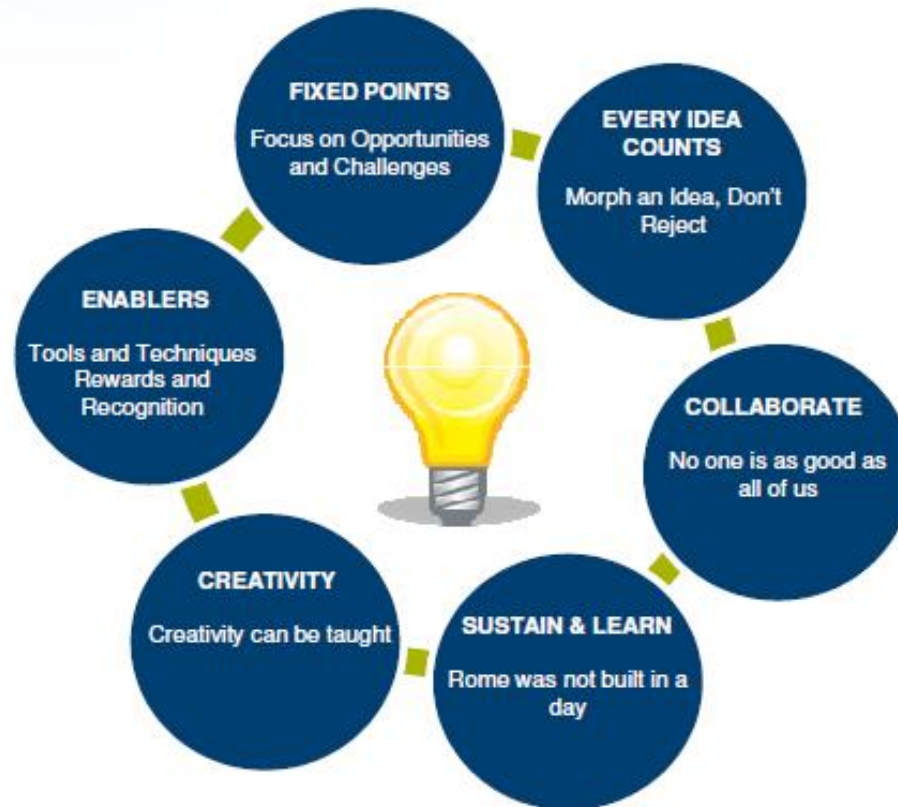 FIXED POINTS
Focus on Opportunities
and Challenges
EVERY IDEA
COUNTS
Morph an Idea, Don't
Reject
COLLABORATE
No one is as good as
all of us
SUSTAIN & LEARN
Rome was not built in a
day
CREATIVITY
Creativity can be taught
ENABLERS
Tools and Techniques
Rewards and
Recognition